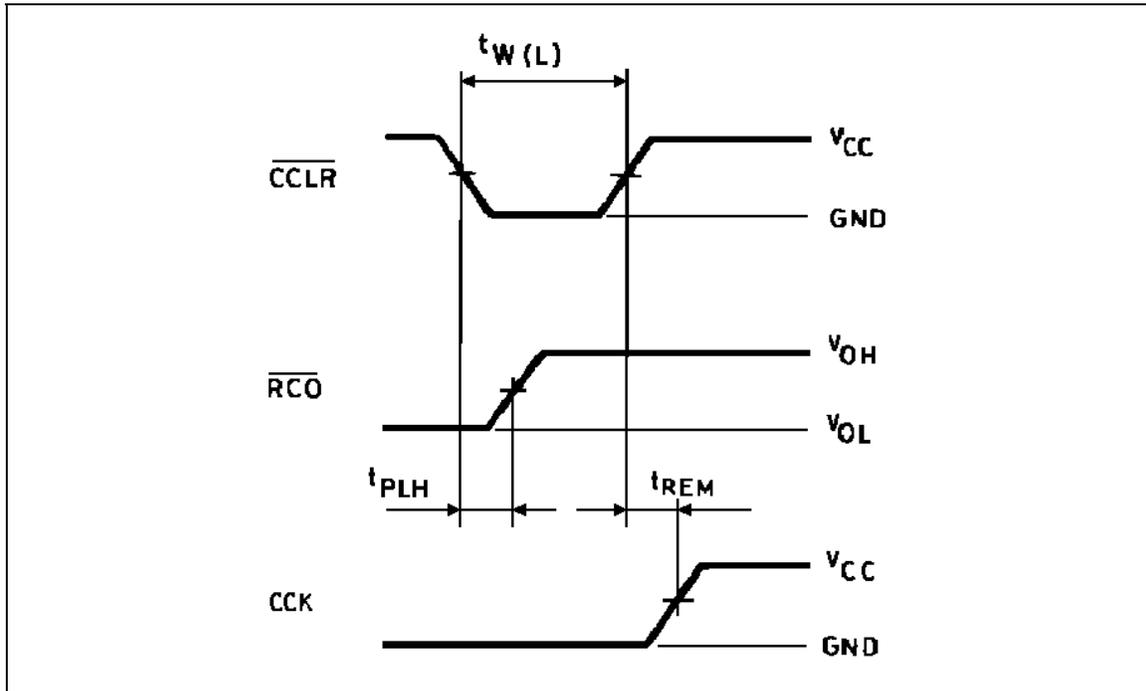 tW(L)
VCC
CCLR
GND
VOH
RCO
VOL
tPLH
tREM
VCC
CCK
GND